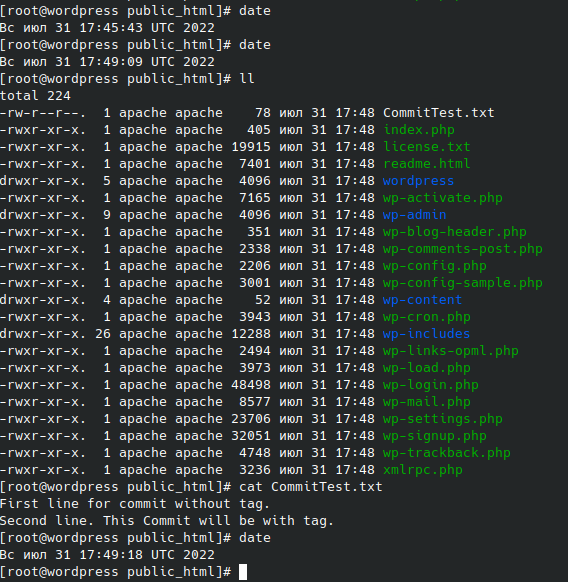 [root@wordpress public_html]# date
Вс июл 31 17:45:43 UTC 2022
[root@wordpress public_html]# date
Вс июл 31 17:49:09 UTC 2022
[root@wordpress public_html]# ll
total 224
-rw-r--r--.  1 apache apache    78 июл 31 17:48 CommitTest.txt
-rwxr-xr-x.  1 apache apache   405 июл 31 17:48 index.php
-rwxr-xr-x.  1 apache apache 19915 июл 31 17:48 license.txt
-rwxr-xr-x.  1 apache apache  7401 июл 31 17:48 readme.html
drwxr-xr-x.  5 apache apache  4096 июл 31 17:48 wordpress
-rwxr-xr-x.  1 apache apache  7165 июл 31 17:48 wp-activate.php
drwxr-xr-x.  9 apache apache  4096 июл 31 17:48 wp-admin
-rwxr-xr-x.  1 apache apache   351 июл 31 17:48 wp-blog-header.php
-rwxr-xr-x.  1 apache apache  2338 июл 31 17:48 wp-comments-post.php
-rwxr-xr-x.  1 apache apache  2206 июл 31 17:48 wp-config.php
-rwxr-xr-x.  1 apache apache  3001 июл 31 17:48 wp-config-sample.php
drwxr-xr-x.  4 apache apache    52 июл 31 17:48 wp-content
-rwxr-xr-x.  1 apache apache  3943 июл 31 17:48 wp-cron.php
drwxr-xr-x. 26 apache apache 12288 июл 31 17:48 wp-includes
-rwxr-xr-x.  1 apache apache  2494 июл 31 17:48 wp-links-opml.php
-rwxr-xr-x.  1 apache apache  3973 июл 31 17:48 wp-load.php
-rwxr-xr-x.  1 apache apache 48498 июл 31 17:48 wp-login.php
-rwxr-xr-x.  1 apache apache  8577 июл 31 17:48 wp-mail.php
-rwxr-xr-x.  1 apache apache 23706 июл 31 17:48 wp-settings.php
-rwxr-xr-x.  1 apache apache 32051 июл 31 17:48 wp-signup.php
-rwxr-xr-x.  1 apache apache  4748 июл 31 17:48 wp-trackback.php
-rwxr-xr-x.  1 apache apache  3236 июл 31 17:48 xmlrpc.php
[root@wordpress public_html]# cat CommitTest.txt
First line for commit without tag.
Second line. This Commit will be with tag.
[root@wordpress public_html]# date
Вс июл 31 17:49:18 UTC 2022
[root@wordpress public_html]#